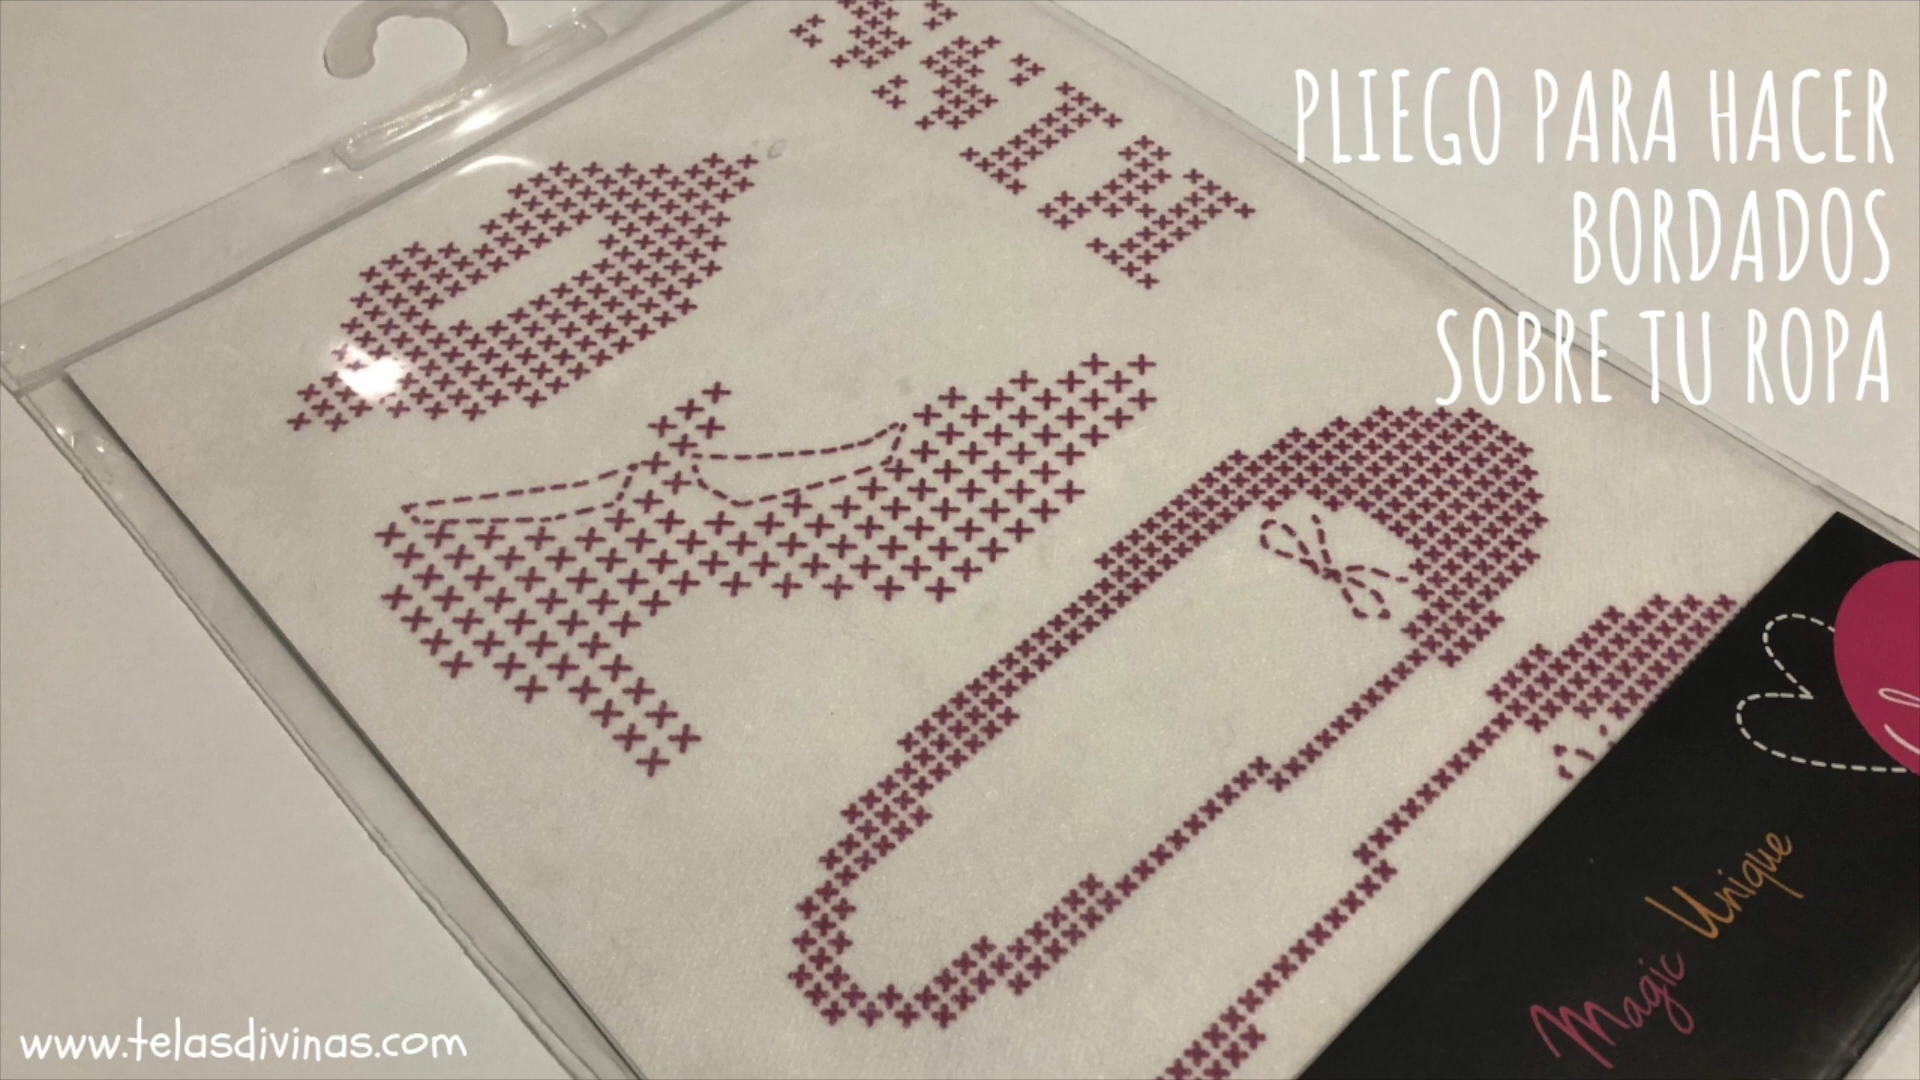 PLIEGO PARA HACER
BORDADOS
SOBRE TU ROPA
Magic Unique
www.telasdivinas.com